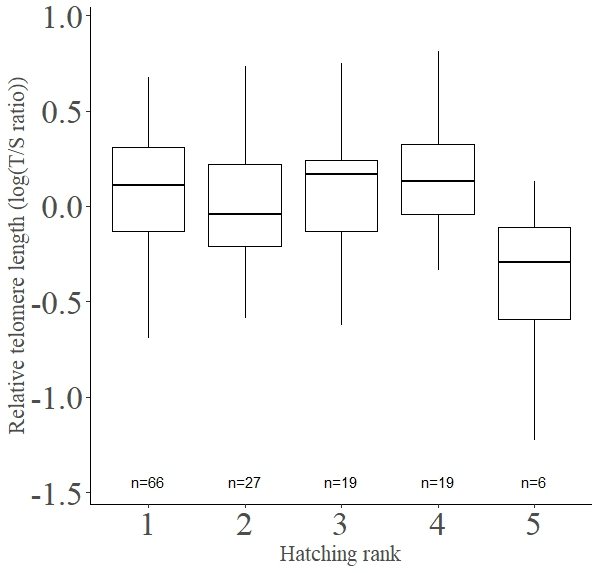 Relative telomere length (log(T/S ratio))
1.0
0.5
0.0
-0.5
-1.0
-1.5
n=66 n=27 n=19 n=19 n=6
1 2 3 4 5
Hatching rank